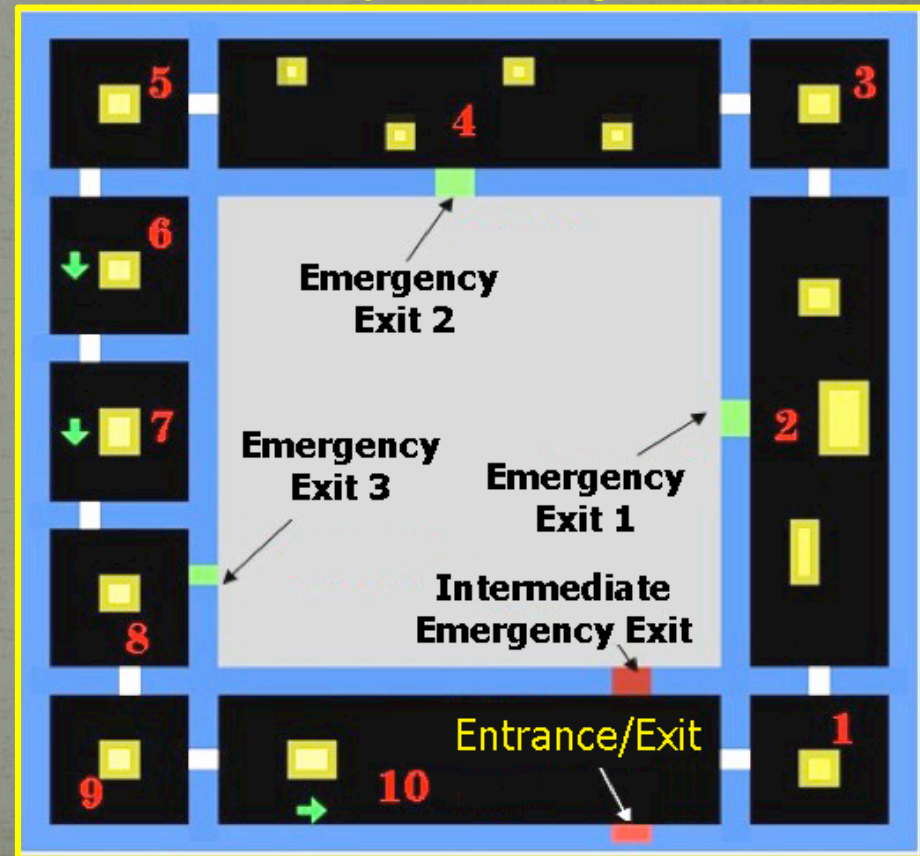 5
3
4
6
Emergency
Exit 2
7
2
Emergency
Exit 3
Emergency
Exit 1
Intermediate
Emergency Exit
8
Entrance/Exit
1
9
10